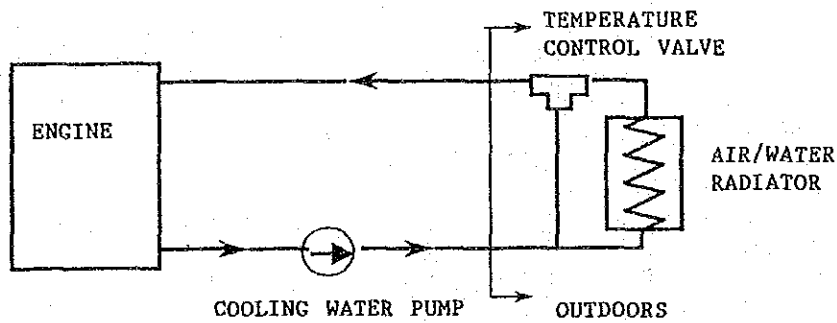 TEMPERATURE
CONTROL VALVE
ENGINE
AIR/WATER
RADIATOR
COOLING WATER PUMP
OUTDOORS